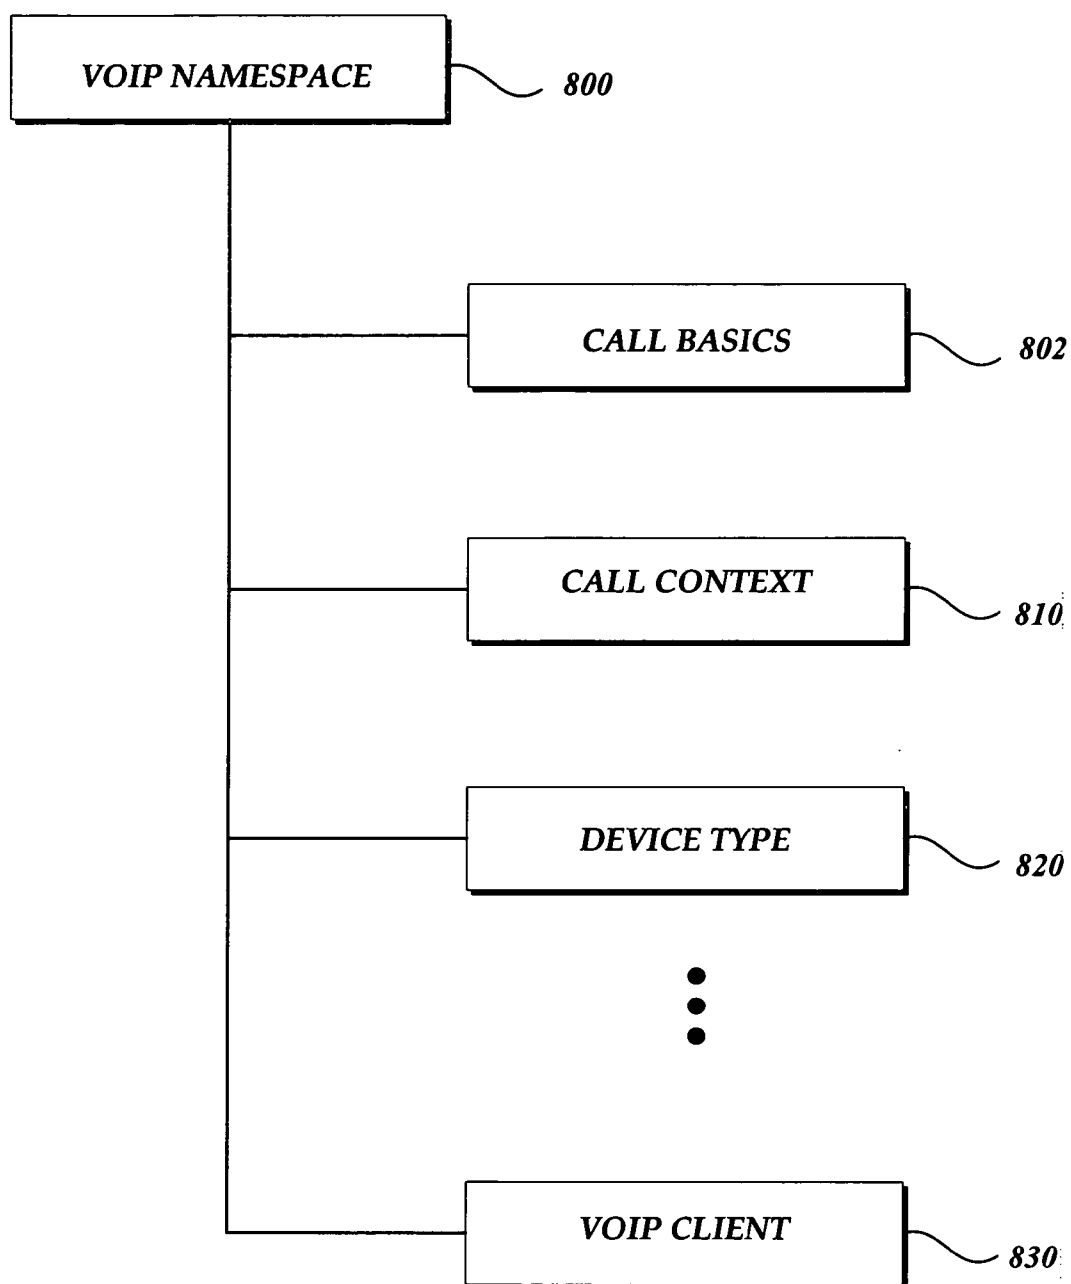 VOIP NAMESPACE
800
CALL BASICS
802
CALL CONTEXT
810
DEVICE TYPE
820
VOIP CLIENT
830